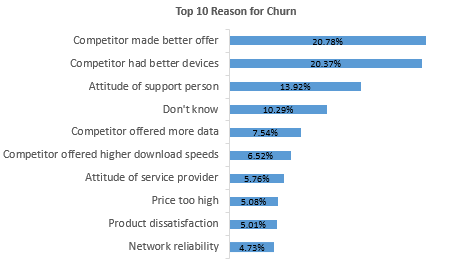 Top 10 Reason for Churn
Competitor made better offer 20.78%
Competitor had better devices 20.37%
Attitude of support person 13.92%
Don't know 10.29%
Competitor offered more data 7.54%
Competitor offered higher download speeds 6.52%
Attitude of service provider 5.76%
Price too high 5.08%
Product dissatisfaction 5.01%
Network reliability 4.73%